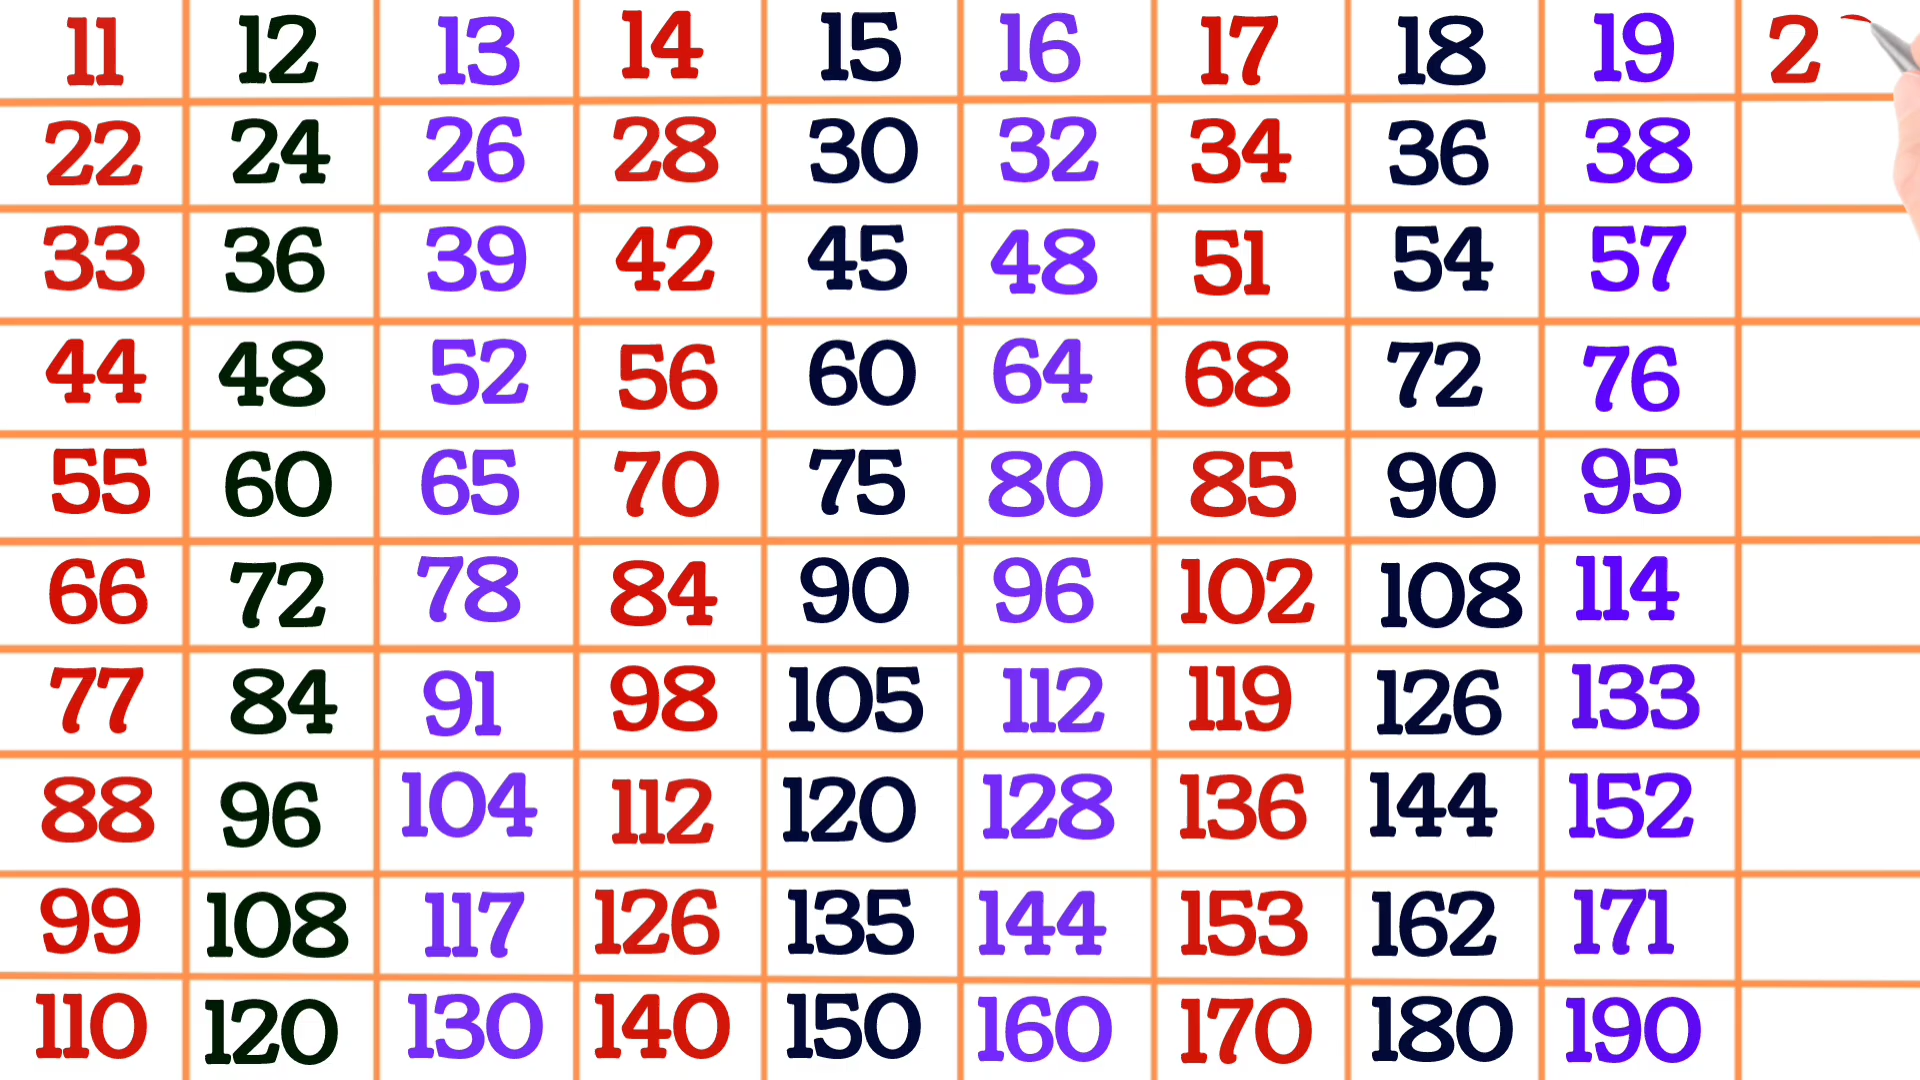 11 12 13 14 15 16 17 18 19 2
22 24 26 28 30 32 34 36 38
33 36 39 42 45 48 51 54 57
44 48 52 56 60 64 68 72 76
55 60 65 70 75 80 85 90 95
66 72 78 84 90 96 102 108 114
77 84 91 98 105 112 119 126 133
88 96 104 112 120 128 136 144 152
99 108 117 126 135 144 153 162 171
110 120 130 140 150 160 170 180 190